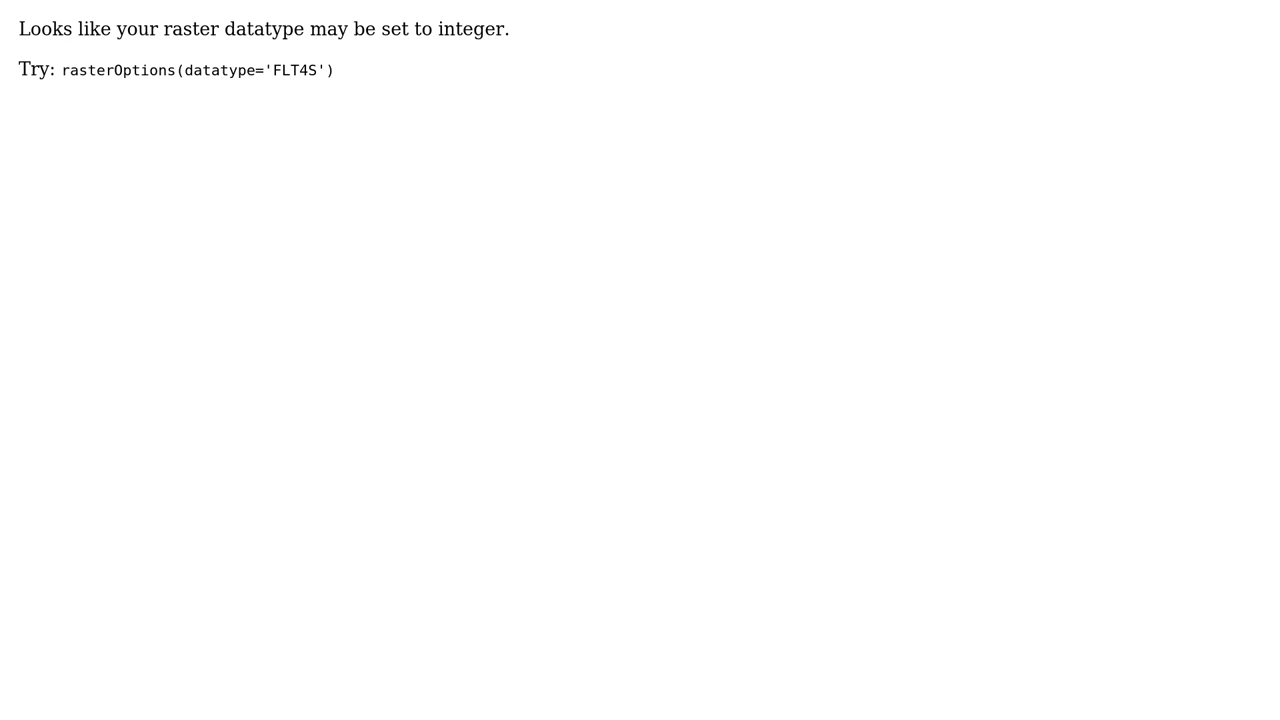 Looks like your raster datatype may be set to integer.
Try: rasterOptions(datatype='FLT4S')